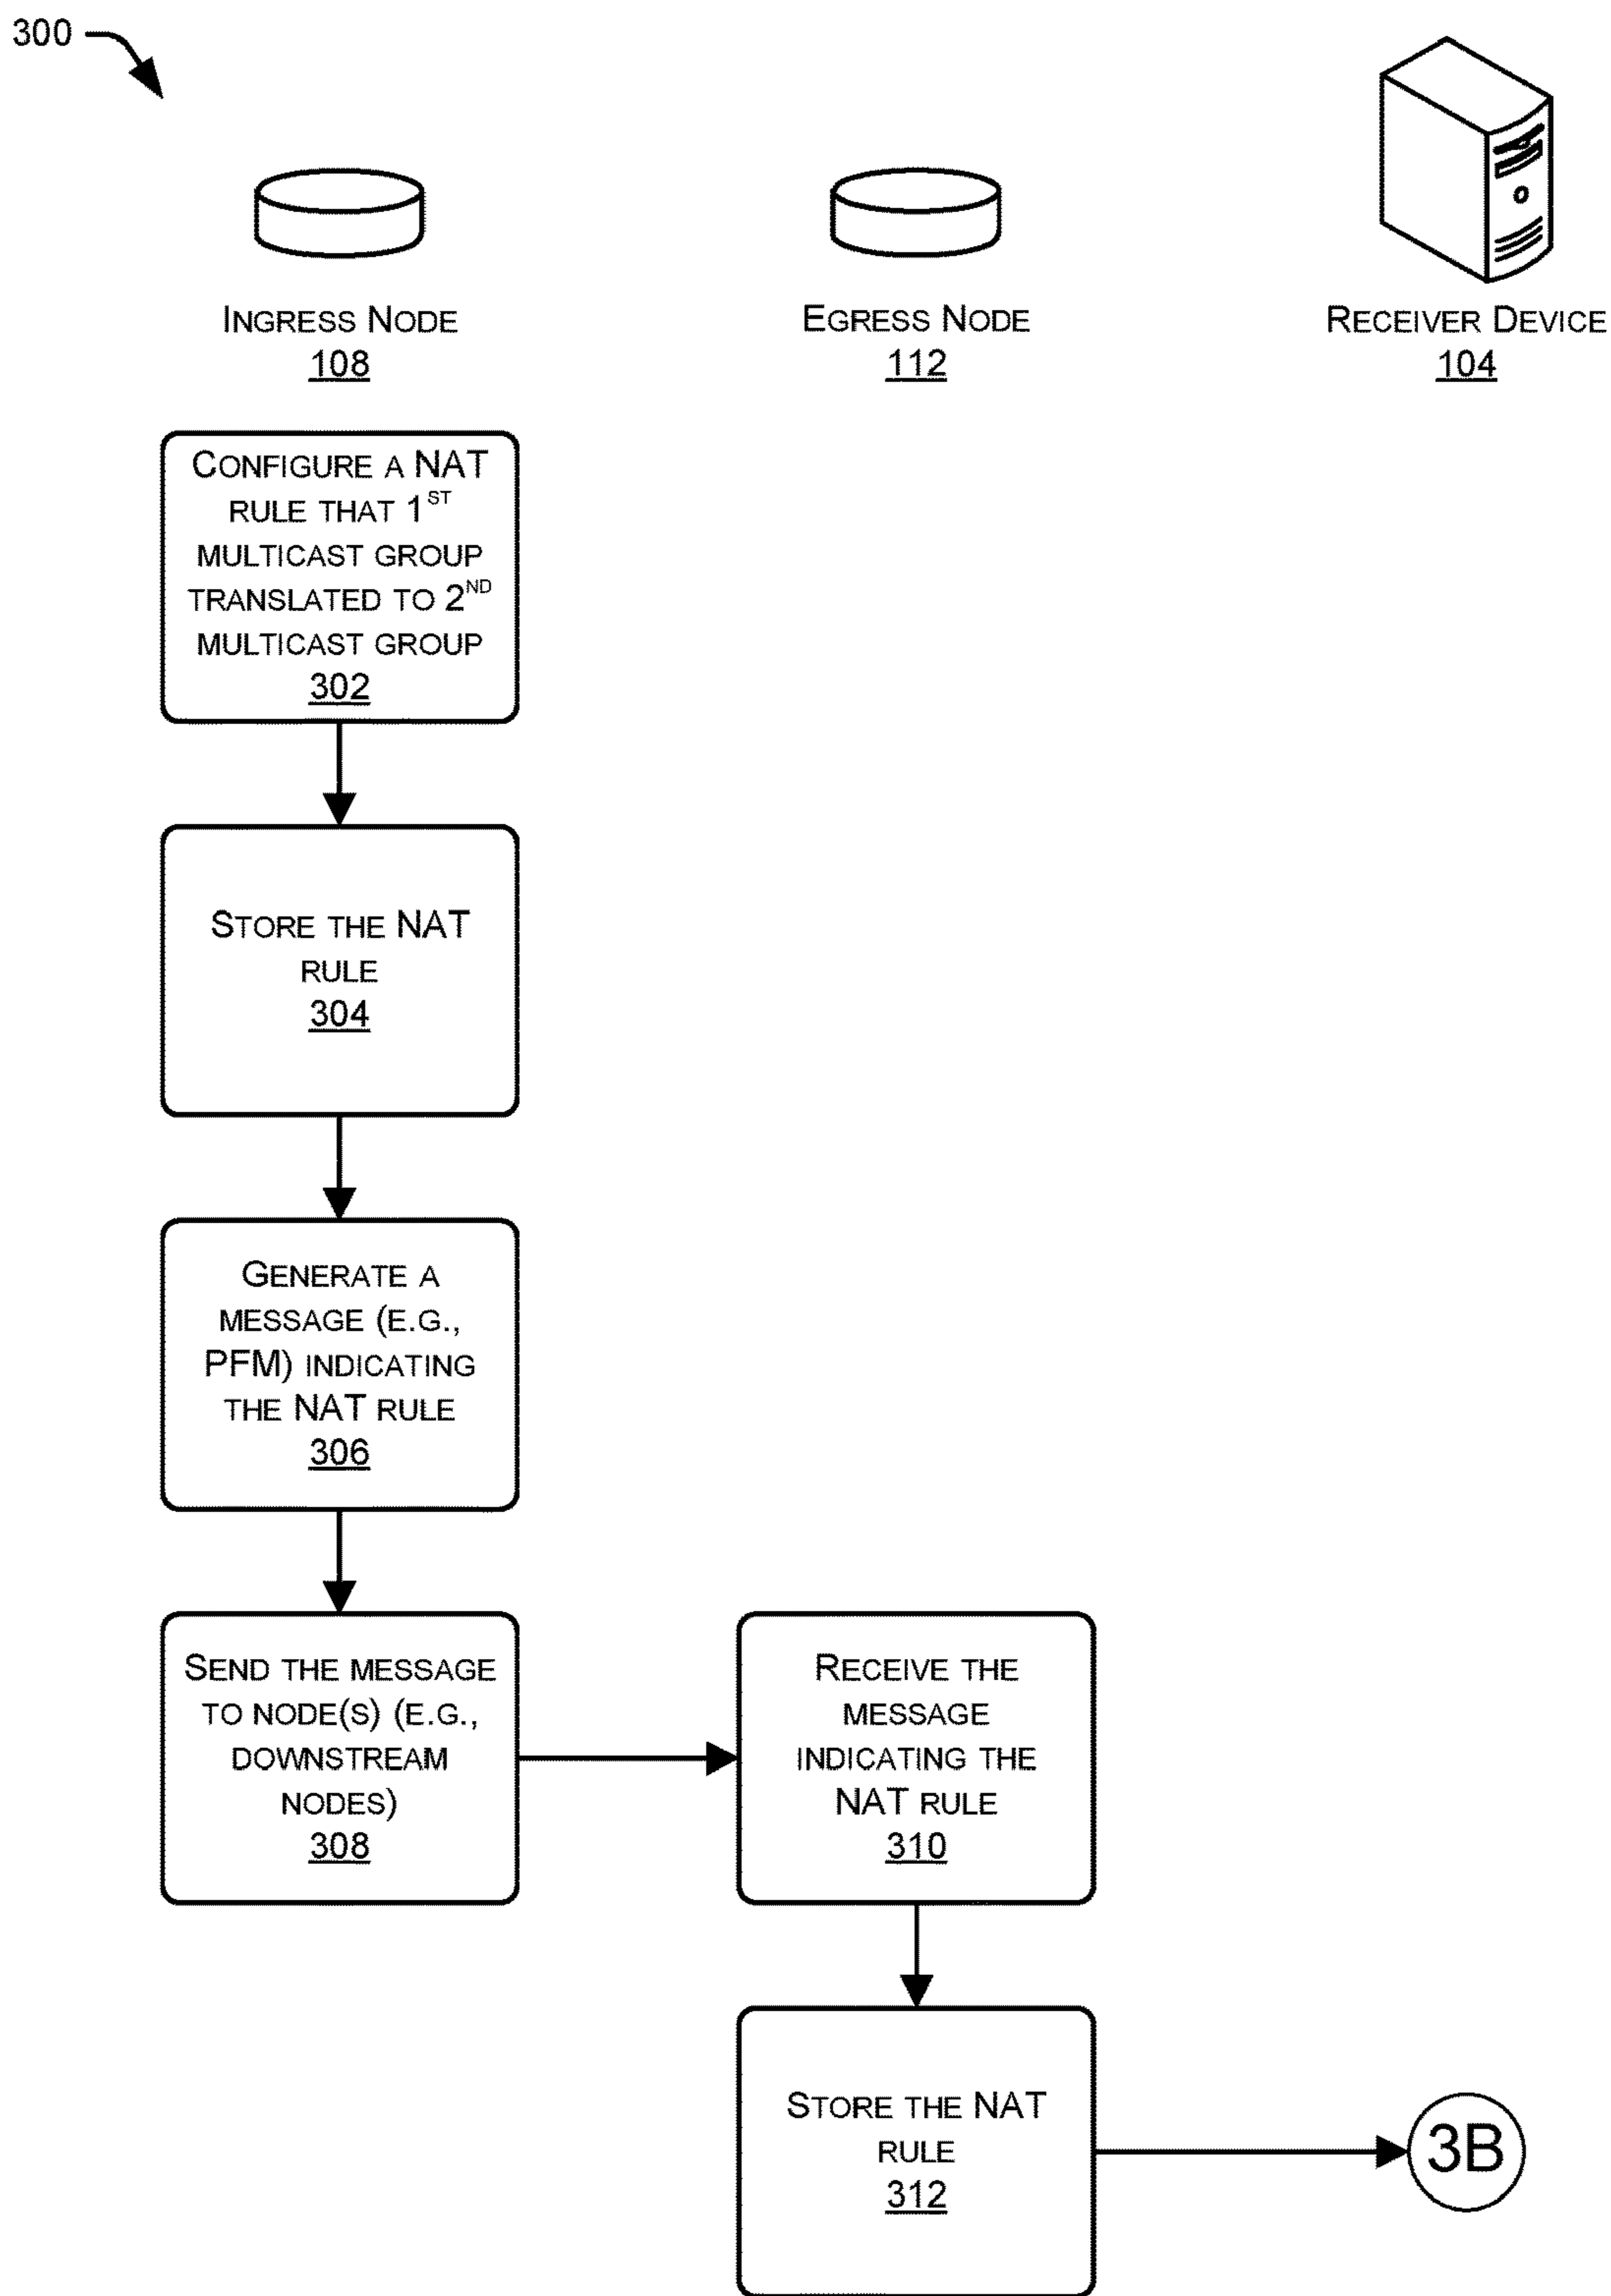 300
INGRESS NODE
108
EGRESS NODE
112
RECEIVER DEVICE
104
CONFIGURE A NAT
RULE THAT 1ST
MULTICAST GROUP
TRANSLATED TO 2ND
MULTICAST GROUP
302
STORE THE NAT
RULE
304
GENERATE A
MESSAGE (E.G.,
PFM) INDICATING
THE NAT RULE
306
SEND THE MESSAGE
TO NODE(S) (E.G.,
DOWNSTREAM
NODES)
308
RECEIVE THE
MESSAGE
INDICATING THE
NAT RULE
310
STORE THE NAT
RULE
312
3B